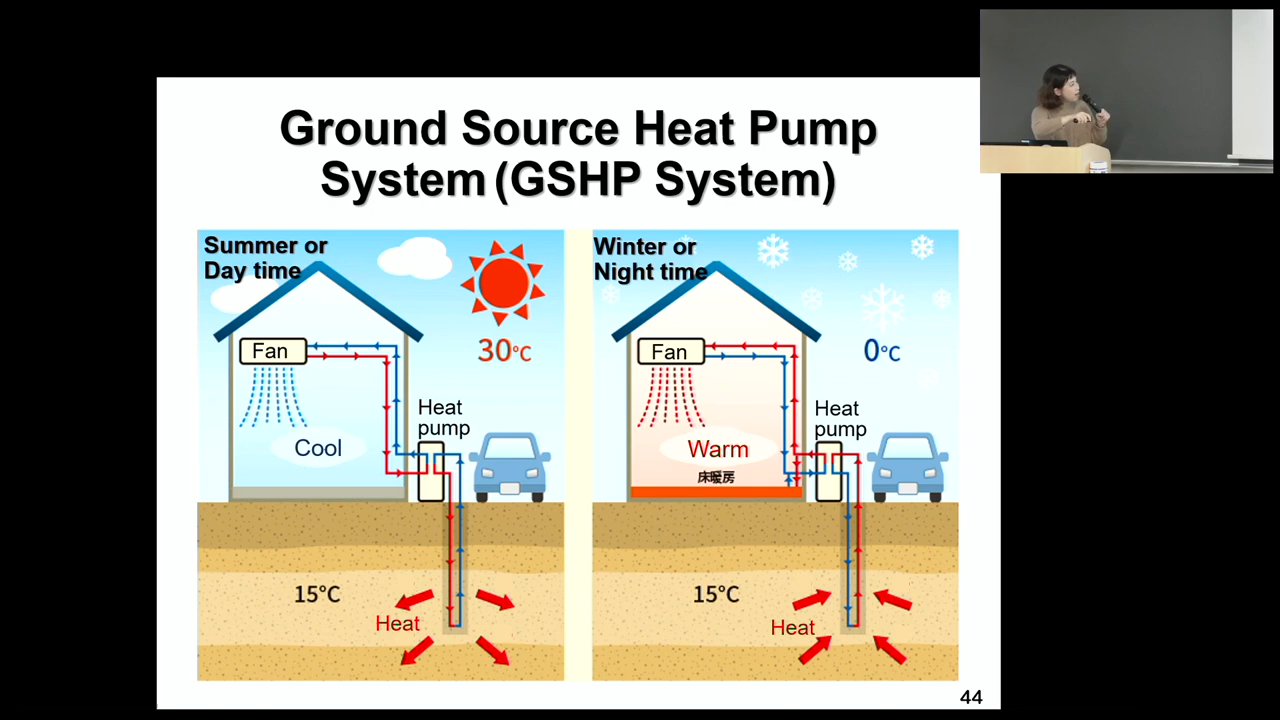 Ground Source Heat Pump
System (GSHP System)
Summer or
Day time
30°C
Fan
Cool
Heat
pump
15°C
Heat
Winter or
Night time
0°C
Fan
Warm
床暖房
Heat
pump
15°C
Heat
44